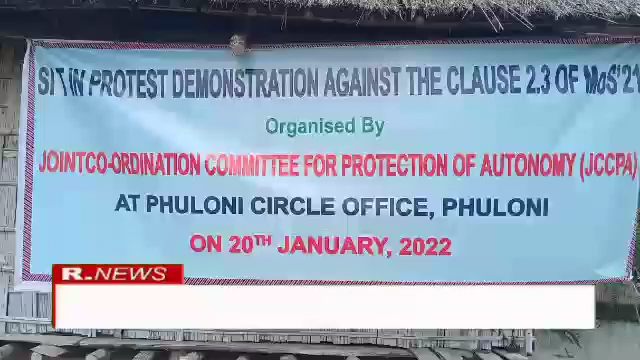 SIT IN PROTEST DEMONSTRATION AGAINST THE CLAUSE 2.3 OF MoS'21
Organised By
JOINTCO-ORDINATION COMMITTEE FOR PROTECTION OF AUTONOMY (JCCPA)
AT PHULONI CIRCLE OFFICE, PHULONI
ON 20TH JANUARY, 2022
R.NEWS